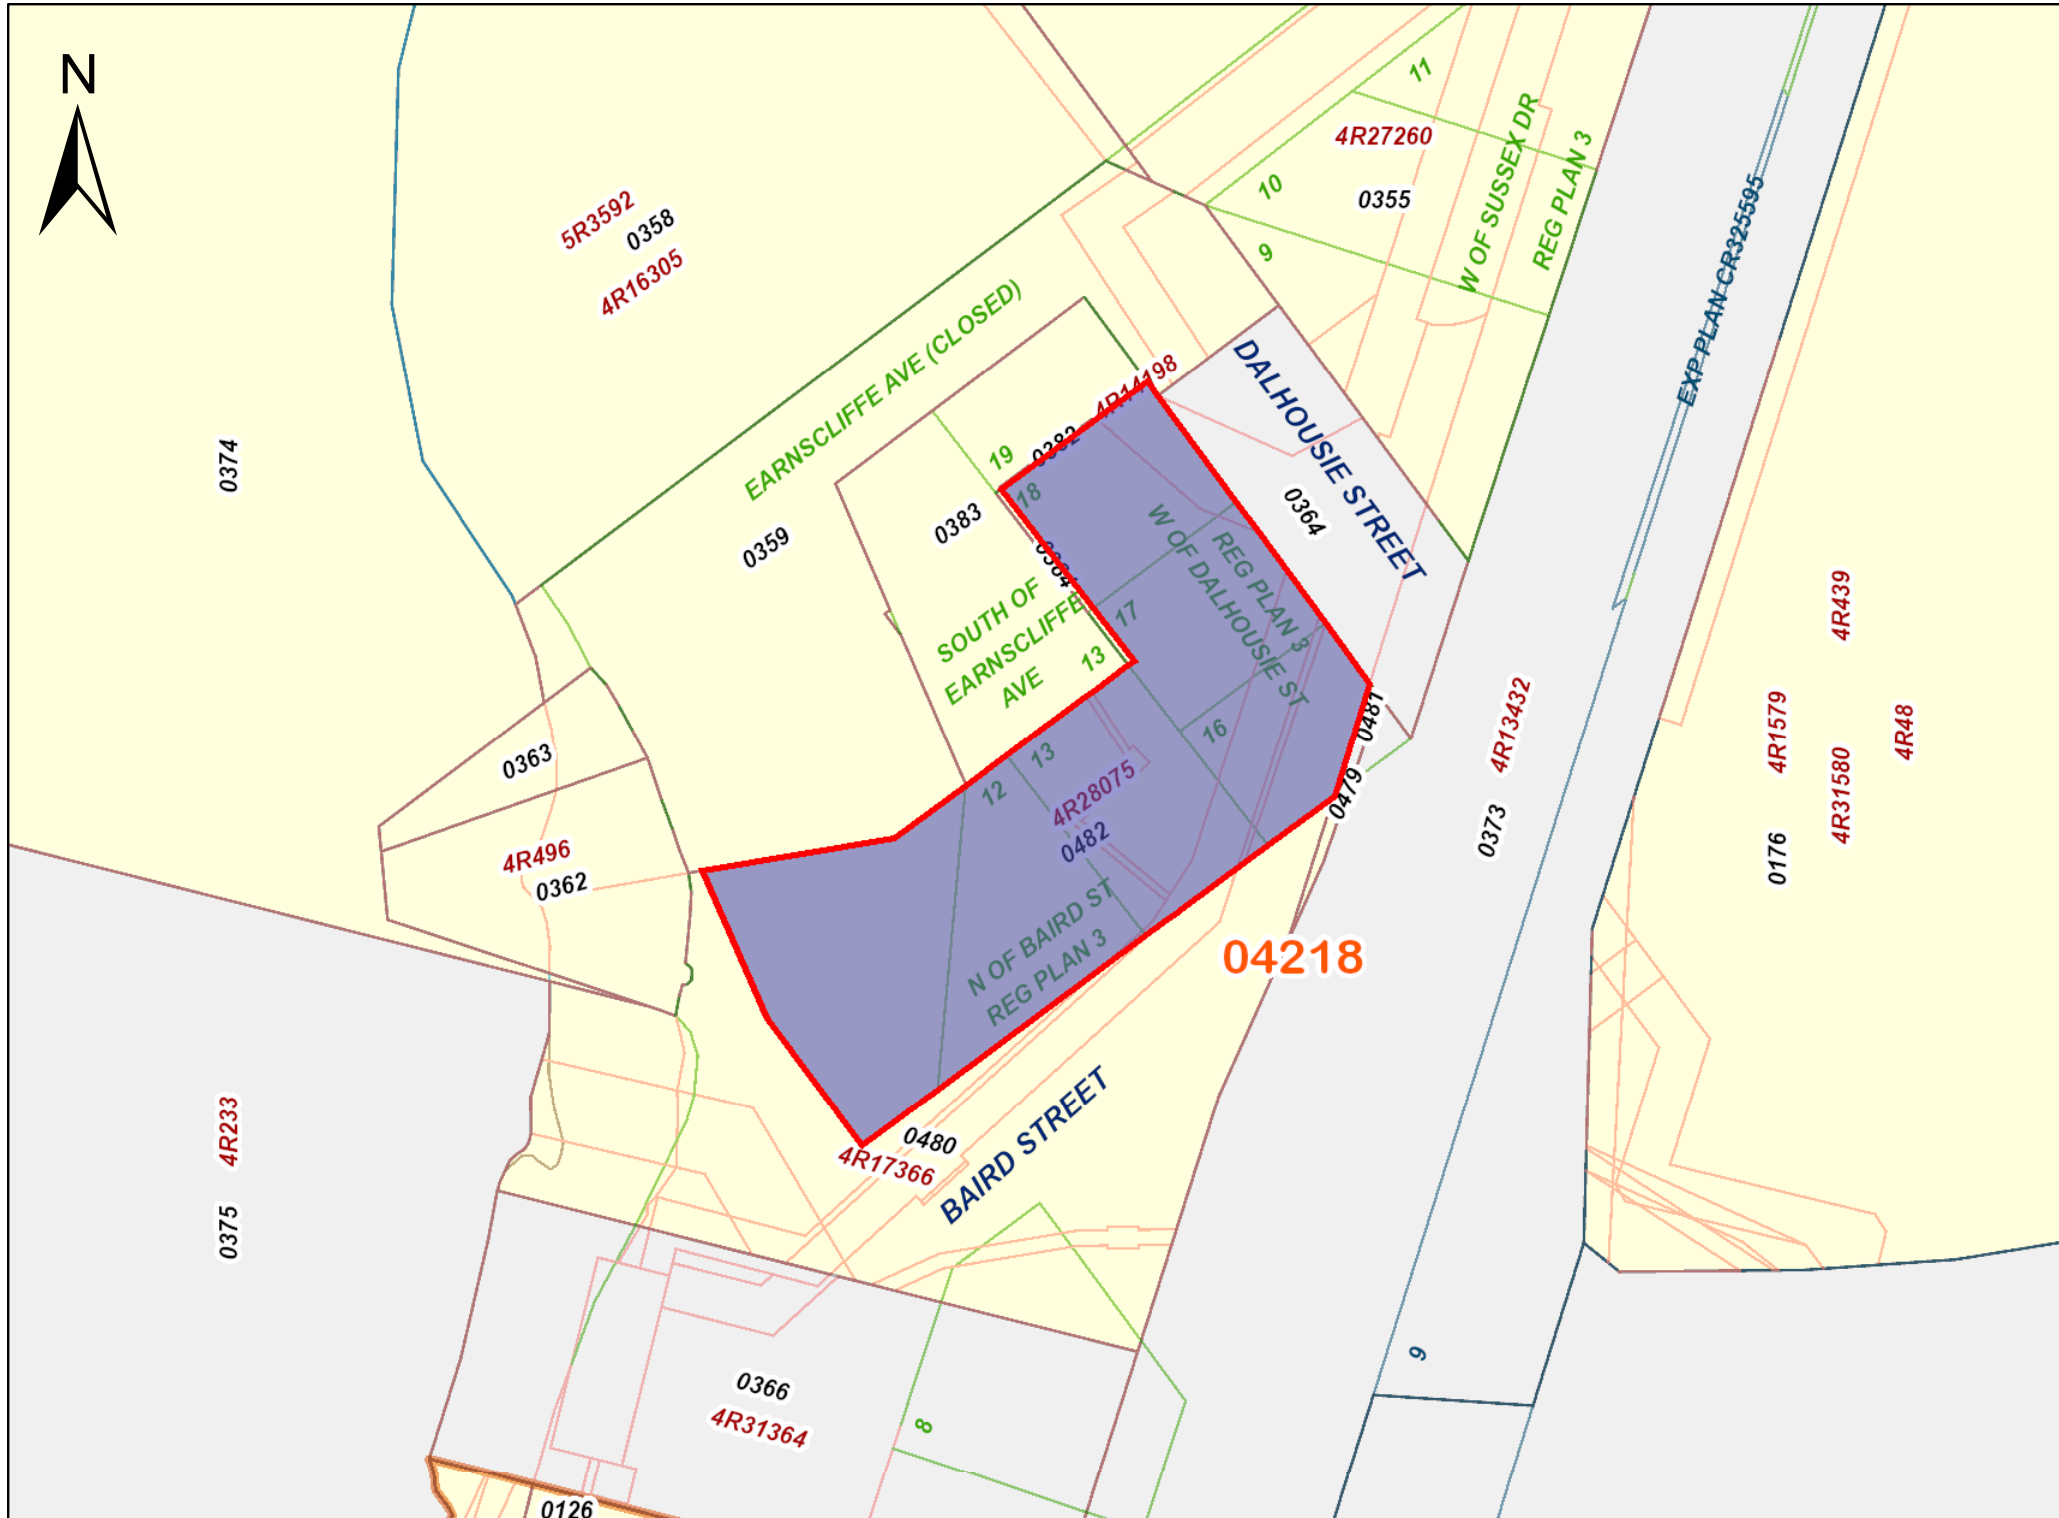 N
11
4R27260
10
0355
W OF SUSSEX DR
REG PLAN 3
9
5R3592
0358
4R16305
EXP PLAN CR325595
EARNSCLIFFE AVE (CLOSED)
DALHOUSIE STREET
4R14198
0382
19
18
0374
0383
0359
0364
0384
W OF DALHOUSIE ST
REG PLAN 3
17
SOUTH OF
EARNSCLIFFE
AVE
13
16
0481
4R13432
4R439
4R1579
4R48
4R31580
0363
13
12
4R28075
0482
0479
0373
0176
4R496
0362
N OF BAIRD ST
REG PLAN 3
04218
4R233
0480
4R17366
BAIRD STREET
0375
0366
4R31364
8
9
0126